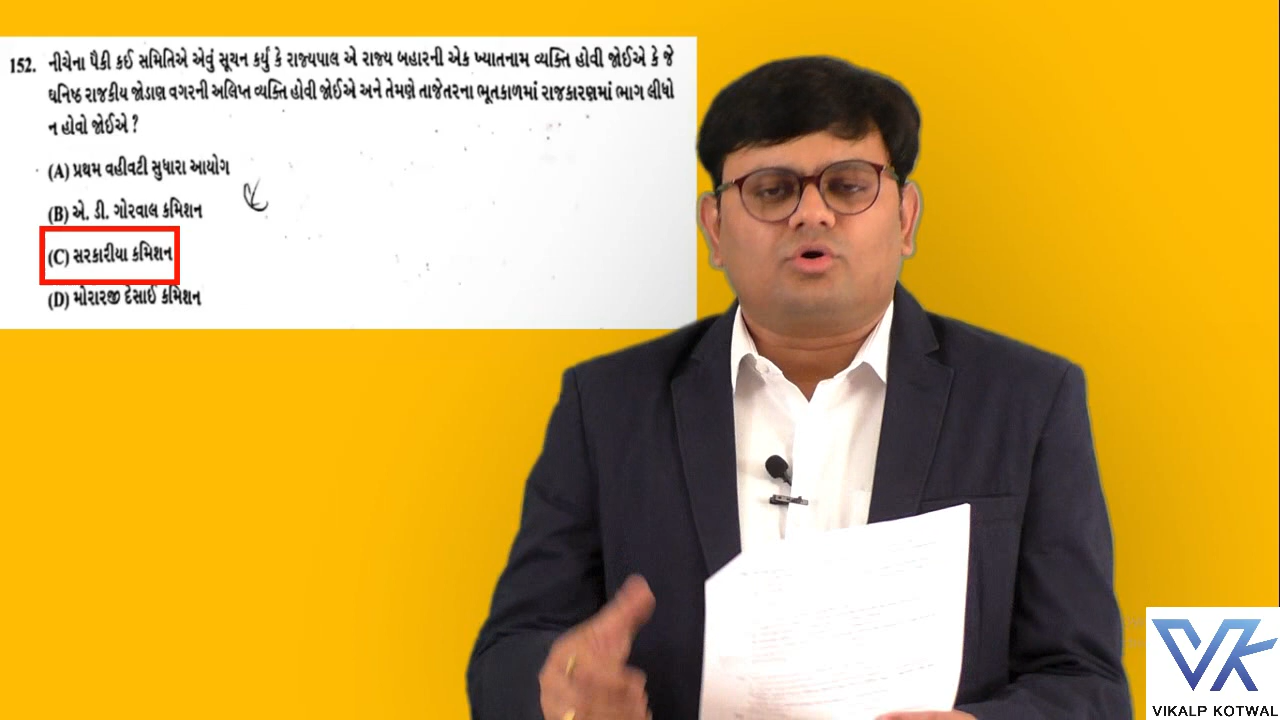 152. નીચેના પૈકી કઈ સમિતિએ એવું સૂચન કર્યું કે રાજ્યપાલ એ રાજ્ય બહારની એક ખ્યાતનામ વ્યક્તિ હોવી જોઈએ કે જે
ઘનિષ્ઠ રાજકીય જોડાણ વગરની અલિપ્ત વ્યક્તિ હોવી જોઈએ અને તેમણે તાજેતરના ભૂતકાળમાં રાજકારણમાં ભાગ લીધો
ન હોવો જોઈએ ?
(A) પ્રથમ વહીવટી સુધારા આયોગ
(B) એ. ડી. ગોરવાલ કમિશન
(C) સરકારીયા કમિશન
(D) મોરારજી દેસાઈ કમિશન
VK
VIKALP KOTWAL